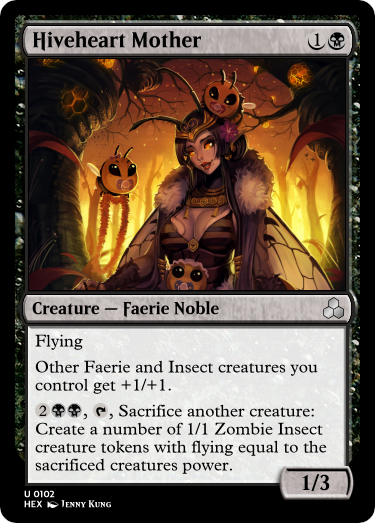 Hiveheart Mother 1
Creature — Faerie Noble
Flying
Other Faerie and Insect creatures you
control get +1/+1.
2, Sacrifice another creature:
Create a number of 1/1 Zombie Insect
creature tokens with flying equal to the
sacrificed creatures power.
1/3
U 0102
HEX Jenny Kung